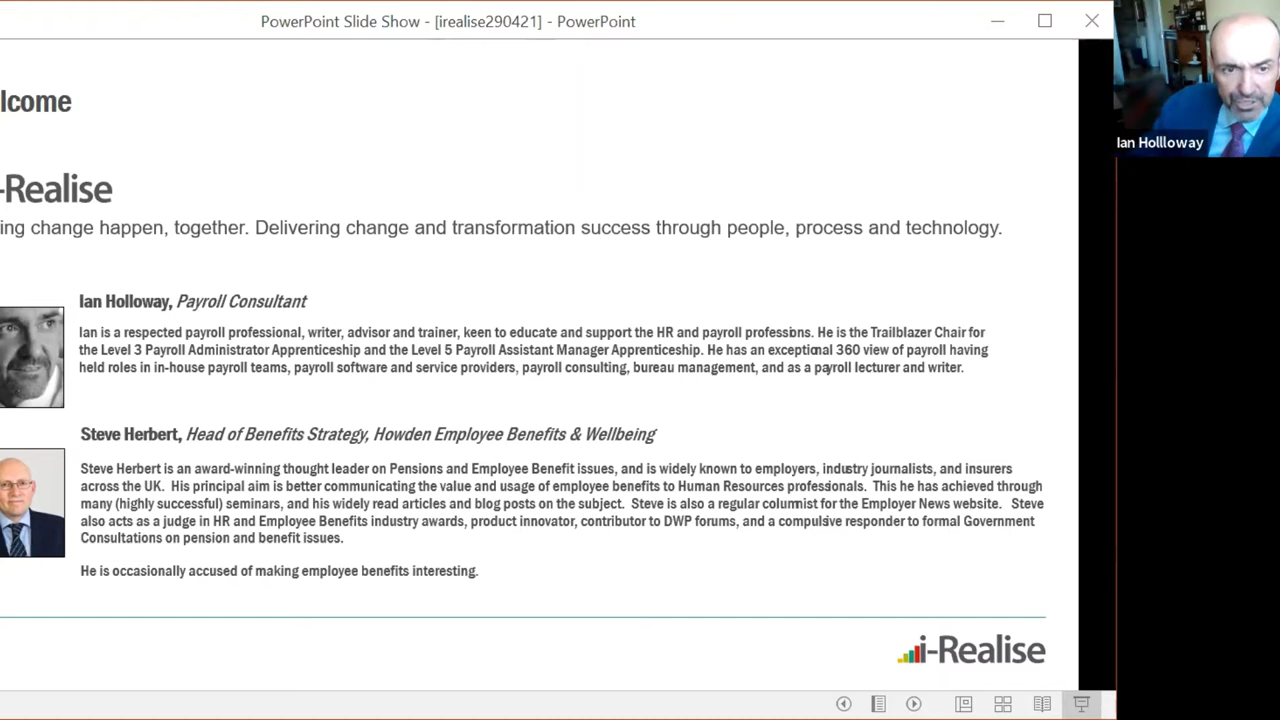 PowerPoint Slide Show - [irealise290421] - PowerPoint
lcome
Ian Hollloway
-Realise
ing change happen, together. Delivering change and transformation success through people, process and technology.
Ian Holloway, Payroll Consultant
Ian is a respected payroll professional, writer, advisor and trainer, keen to educate and support the HR and payroll professions. He is the Trailblazer Chair for
the Level 3 Payroll Administrator Apprenticeship and the Level 5 Payroll Assistant Manager Apprenticeship. He has an exceptional 360 view of payroll having
held roles in in-house payroll teams, payroll software and service providers, payroll consulting, bureau management, and as a payroll lecturer and writer.
Steve Herbert, Head of Benefits Strategy, Howden Employee Benefits & Wellbeing
Steve Herbert is an award-winning thought leader on Pensions and Employee Benefit issues, and is widely known to employers, industry journalists, and insurers
across the UK. His principal aim is better communicating the value and usage of employee benefits to Human Resources professionals. This he has achieved through
many (highly successful) seminars, and his widely read articles and blog posts on the subject. Steve is also a regular columnist for the Employer News website. Steve
also acts as a judge in HR and Employee Benefits industry awards, product innovator, contributor to DWP forums, and a compulsive responder to formal Government
Consultations on pension and benefit issues.
He is occasionally accused of making employee benefits interesting.
i-Realise